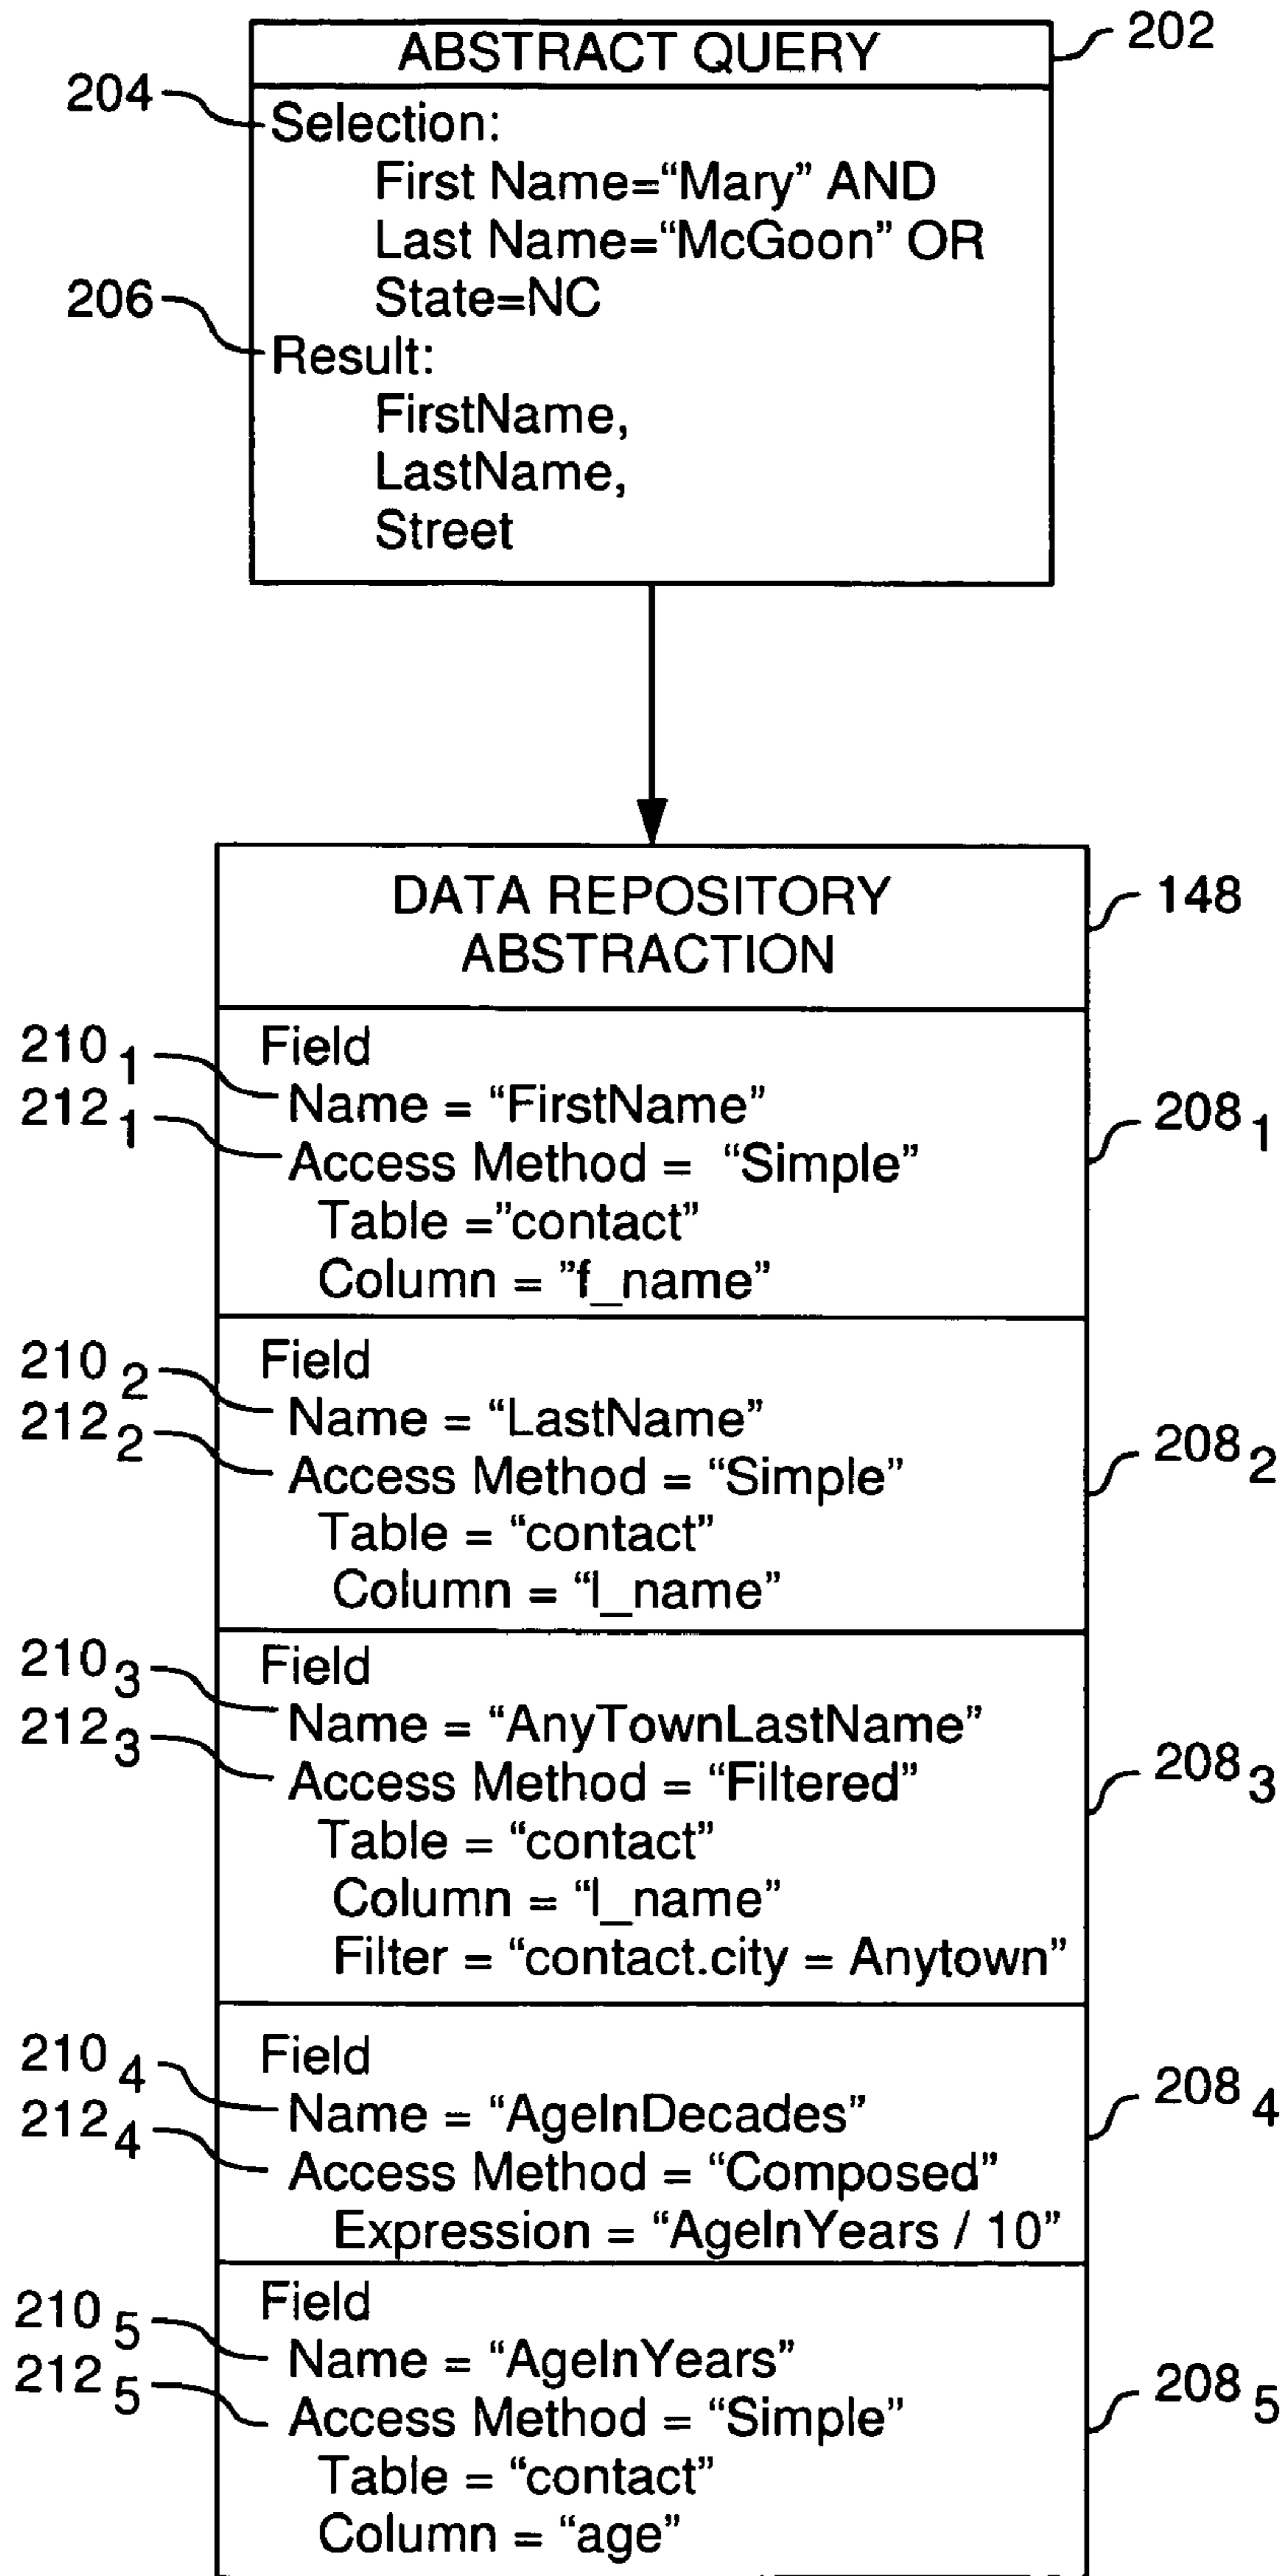 ABSTRACT QUERY
202
204
Selection:
First Name=“Mary” AND
Last Name=“McGoon” OR
State=NC
206
Result:
FirstName,
LastName,
Street
DATA REPOSITORY
ABSTRACTION
148
Field
210 1
Name = “FirstName”
212 1
Access Method = “Simple”
208 1
Table =”contact”
Column = ”f_name”
Field
210 2
Name = “LastName”
212 2
Access Method = “Simple”
208 2
Table = “contact”
Column = “l_name”
Field
210 3
Name = “AnyTownLastName”
212 3
Access Method = “Filtered”
208 3
Table = “contact”
Column = “l_name”
Filter = “contact.city = Anytown”
Field
210 4
Name = “AgeInDecades”
208 4
212 4
Access Method = “Composed”
Expression = “AgeInYears / 10”
Field
210 5
Name = “AgeInYears”
212 5
Access Method = “Simple”
208 5
Table = “contact”
Column = “age”